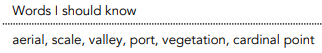 Words I should know
aerial, scale, valley, port, vegetation, cardinal point